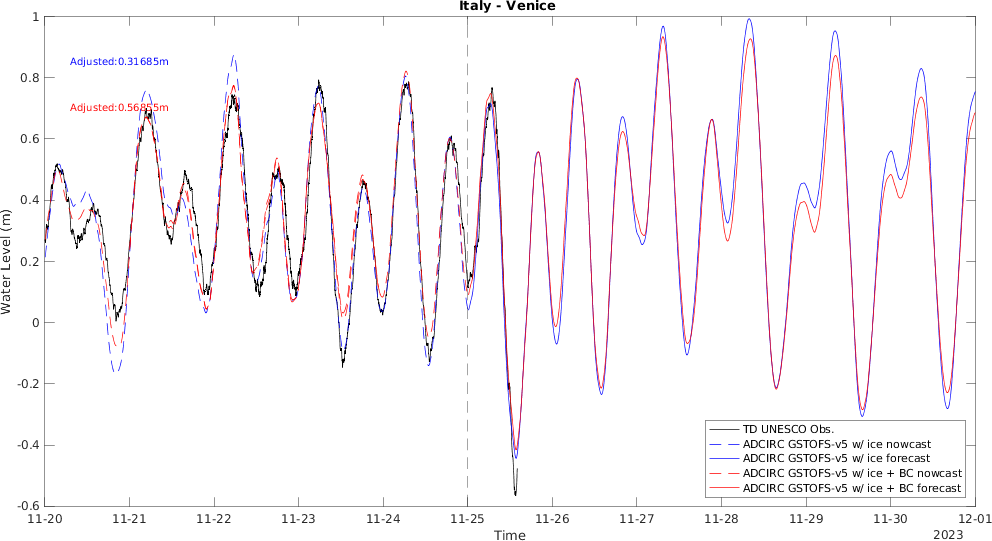 Italy - Venice
Adjusted:0.31685m
Adjusted:0.56855m
Water Level (m)
1
0.8
0.6
0.4
0.2
0
-0.2
-0.4
-0.6
TD UNESCO Obs.
ADCIRC GSTOFS-v5 w/ ice nowcast
ADCIRC GSTOFS-v5 w/ ice forecast
ADCIRC GSTOFS-v5 w/ ice + BC nowcast
ADCIRC GSTOFS-v5 w/ ice + BC forecast
11-20 11-21 11-22 11-23 11-24 11-25 11-26 11-27 11-28 11-29 11-30 12-01
Time
2023